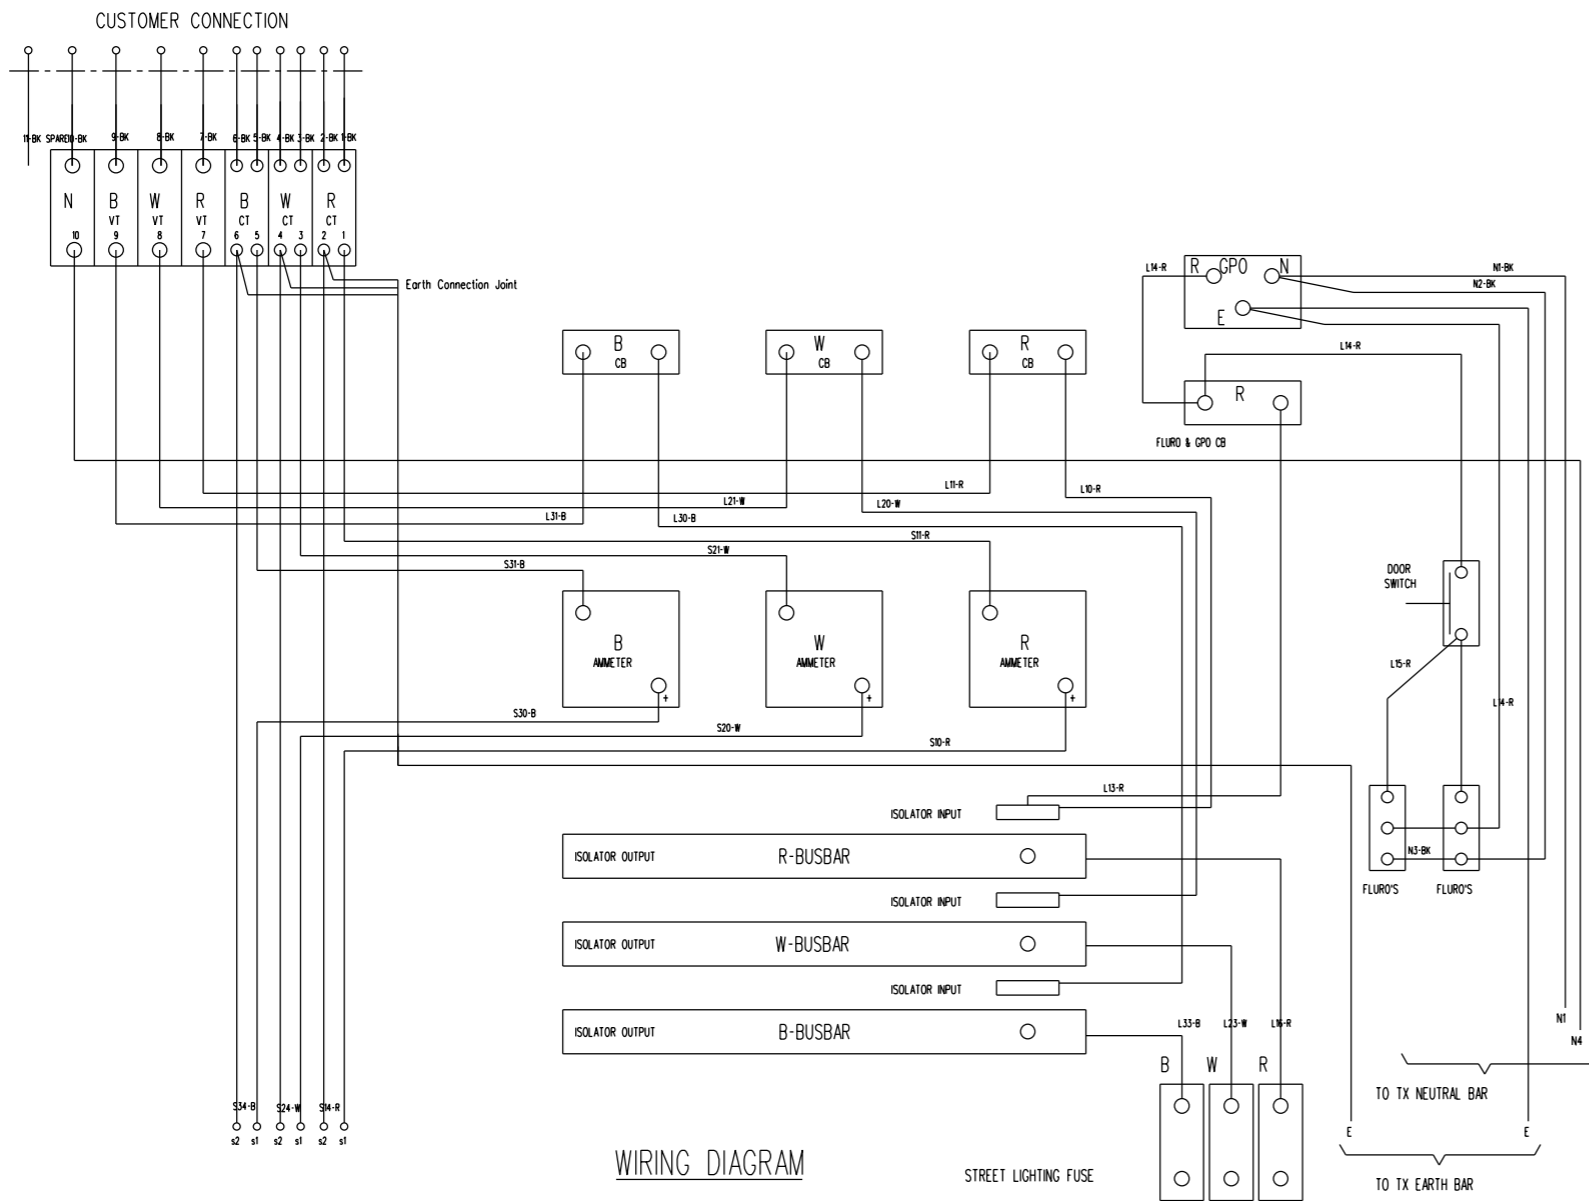 CUSTOMER CONNECTION
11-BK SPARE 10-BK 9-BK 8-BK 7-BK 6-BK 5-BK 4-BK 3-BK 2-BK 1-BK
N B W R B W R
VT VT VT CT CT CT
10 9 8 7 6 5 4 3 2 1
Earth Connection Joint
L14-R R GPO N N1-BK
N2-BK
E
B W R
CB CB CB
L14-R
R
FLURO & GPO CB
L11-R L10-R
L21-W L20-W
L31-B L30-B
S11-R
S21-W
S31-B
DOOR
SWITCH
B W R
AMMETER AMMETER AMMETER
L15-R
+ + +
L14-R
S30-B
S20-W
S10-R
L13-R
ISOLATOR INPUT
ISOLATOR OUTPUT R-BUSBAR
N3-BK
FLURO'S FLURO'S
ISOLATOR INPUT
ISOLATOR OUTPUT W-BUSBAR
ISOLATOR INPUT
ISOLATOR OUTPUT B-BUSBAR
L33-B L23-W L16-R
N1
N4
B W R
TO TX NEUTRAL BAR
S34-B S24-W S14-R
s2 s1 s2 s1 s2 s1
E E
WIRING DIAGRAM
STREET LIGHTING FUSE
TO TX EARTH BAR